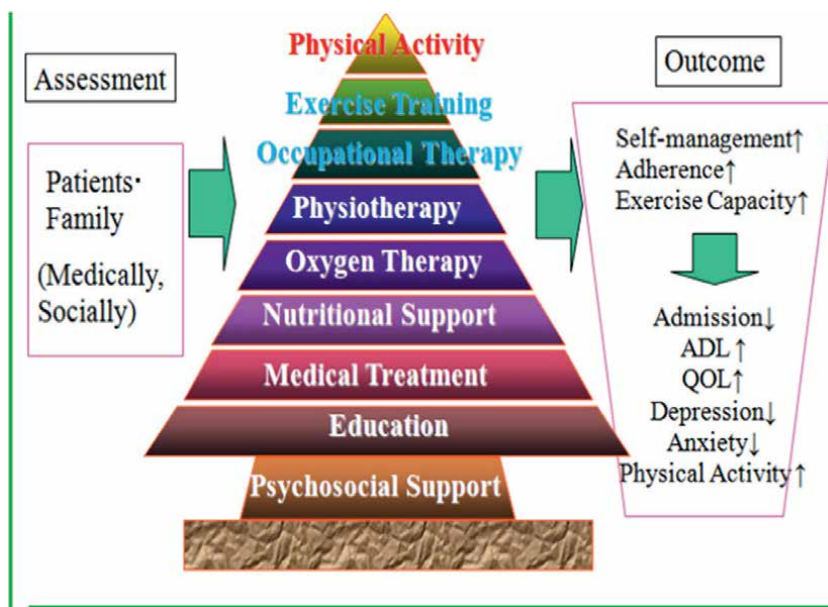 Assessment
Patients·
Family
(Medically,
Socially)
Physical Activity
Exercise Training
Occupational Therapy
Physiotherapy
Oxygen Therapy
Nutritional Support
Medical Treatment
Education
Psychosocial Support
Outcome
Self-management↑
Adherence↑
Exercise Capacity↑
Admission↓
ADL ↑
QOL↑
Depression↓
Anxiety↓
Physical Activity↑